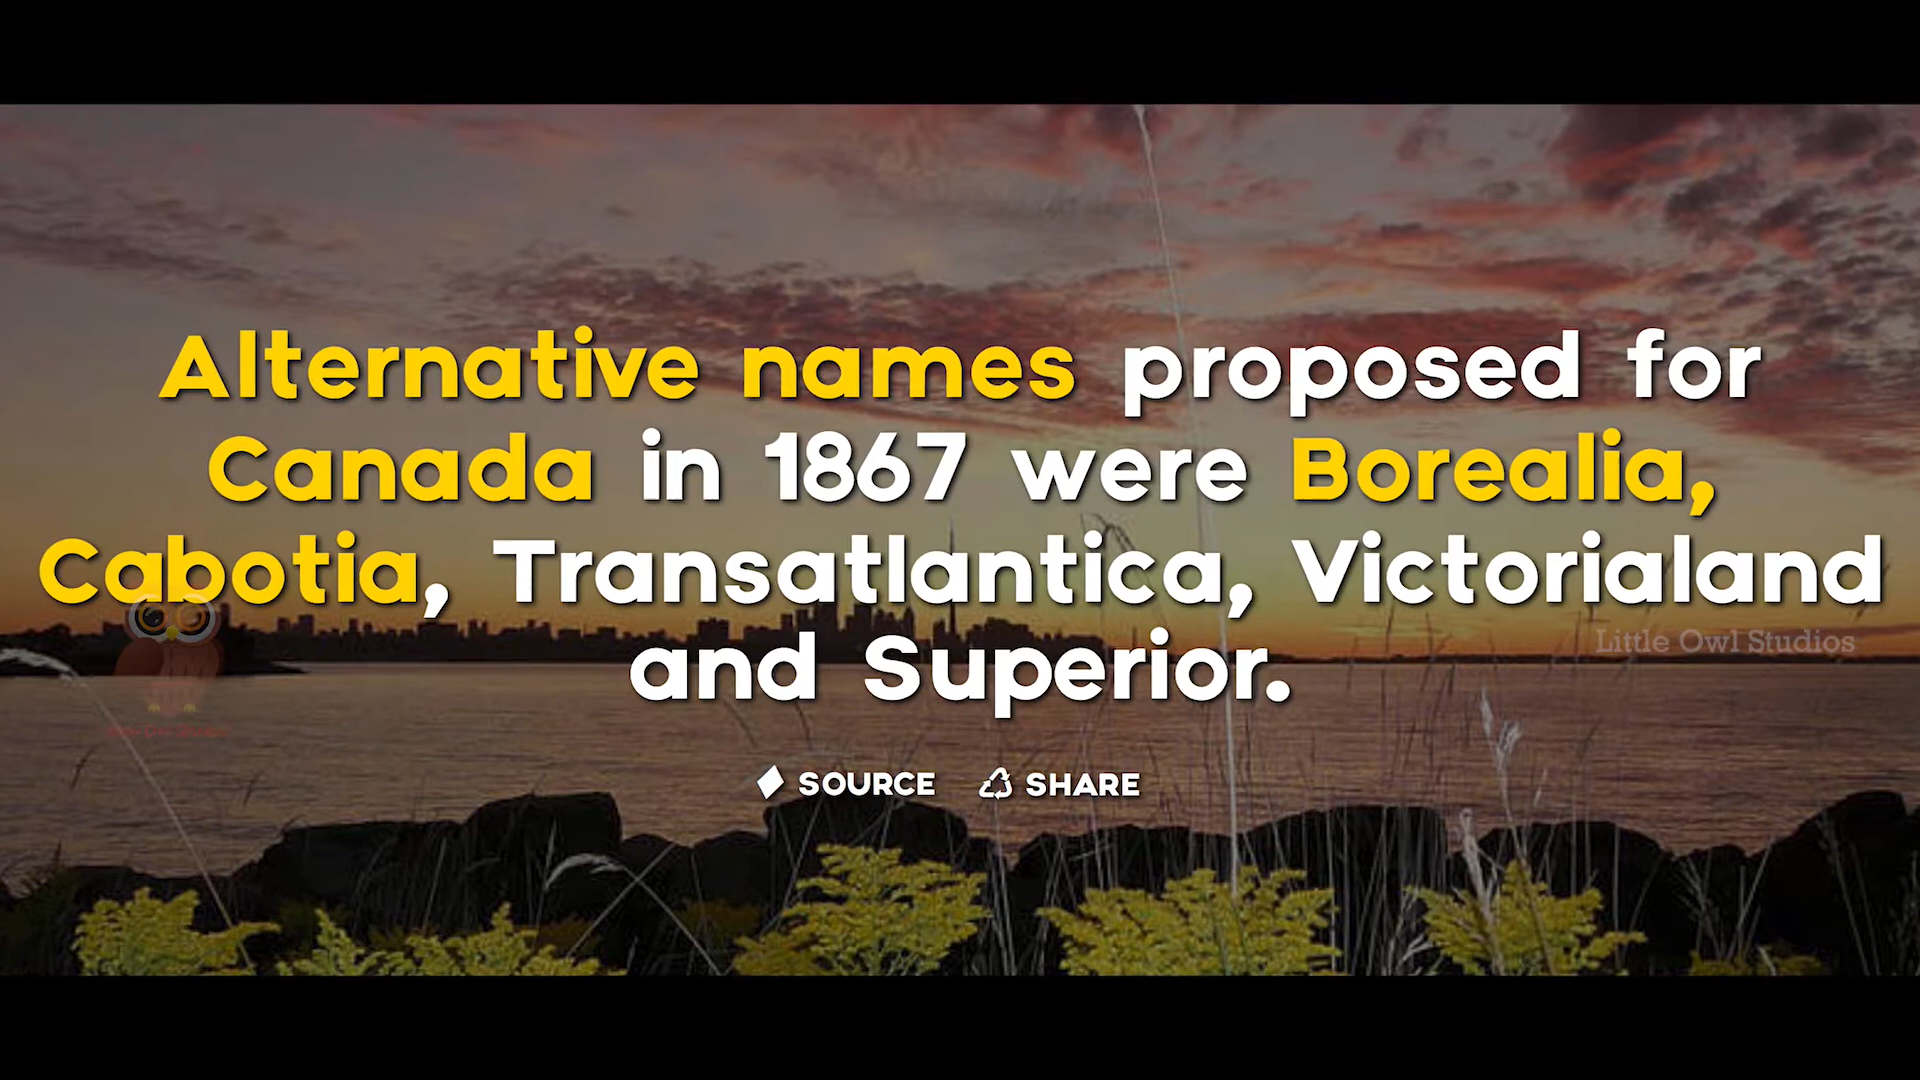 Alternative names proposed for
Canada in 1867 were Borealia,
Cabotia, Transatlantica, Victorialand
and Superior.
Little Owl Studios
SOURCE SHARE